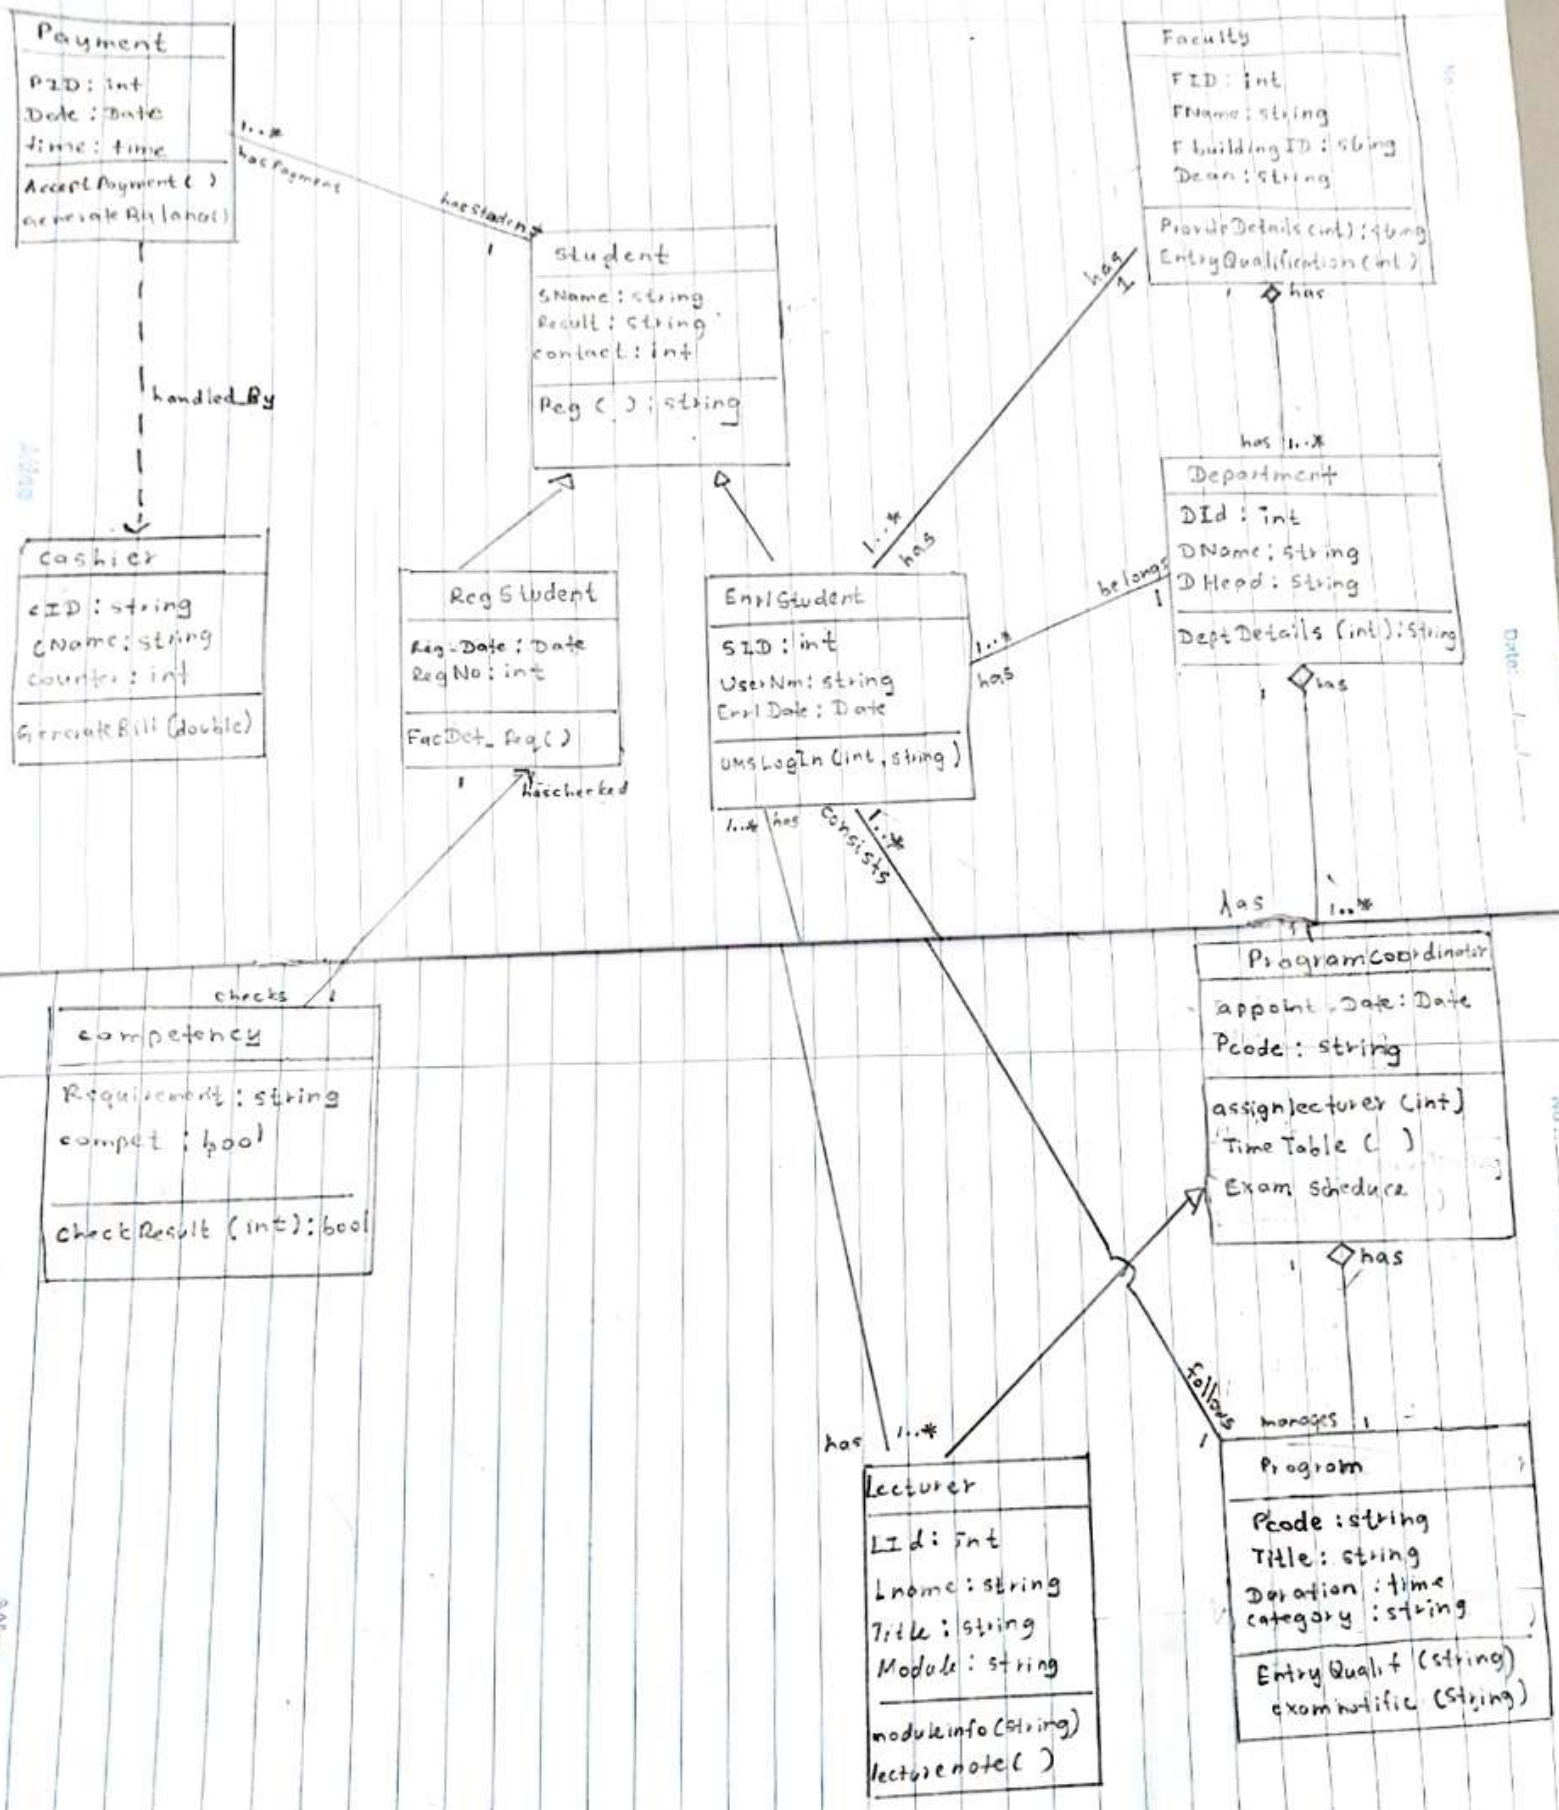 Payment
PID: int
Date: Date
time: time
AcceptPayment( )
1..*
hasPayment
hasStudent
1
handled_By
Cashier
cID: string
cName: string
counter: int
GenerateBill(double)
Student
SName: string
Result: string
contact: int
Reg ( ): string
Faculty
FID: int
FName: string
F buildingID: string
Dean: string
ProvideDetails(int): string
EntryQualification(int)
1
has
has
1
1...*
has
has 1..*
Department
DId: int
DName: string
DHead: String
DeptDetails (int): string
1
has
belongs
1
1...*
has
RegStudent
Reg-Date: Date
RegNo: int
1
haschecked
EnrlStudent
SID: int
UserNm: string
Enrl Date: Date
UMSLogIn (int, string)
1..* has
consists
1..*
has 1..*
checks 1
competency
Requirement: string
compet: bool
checkResult (int): bool
ProgramCoordinator
appoint_Date: Date
Pcode: string
assignlecturer (int)
Time Table ( )
Exam
1
has
follows
1
manages 1
has 1..*
Lecturer
LId: int
Lname: string
Title: string
Module: string
moduleinfo(string)
lecturenote( )
Program
Pcode: string
Title: string
Duration: time
category: string
EntryQualif (string)
examnotific (String)
Date: